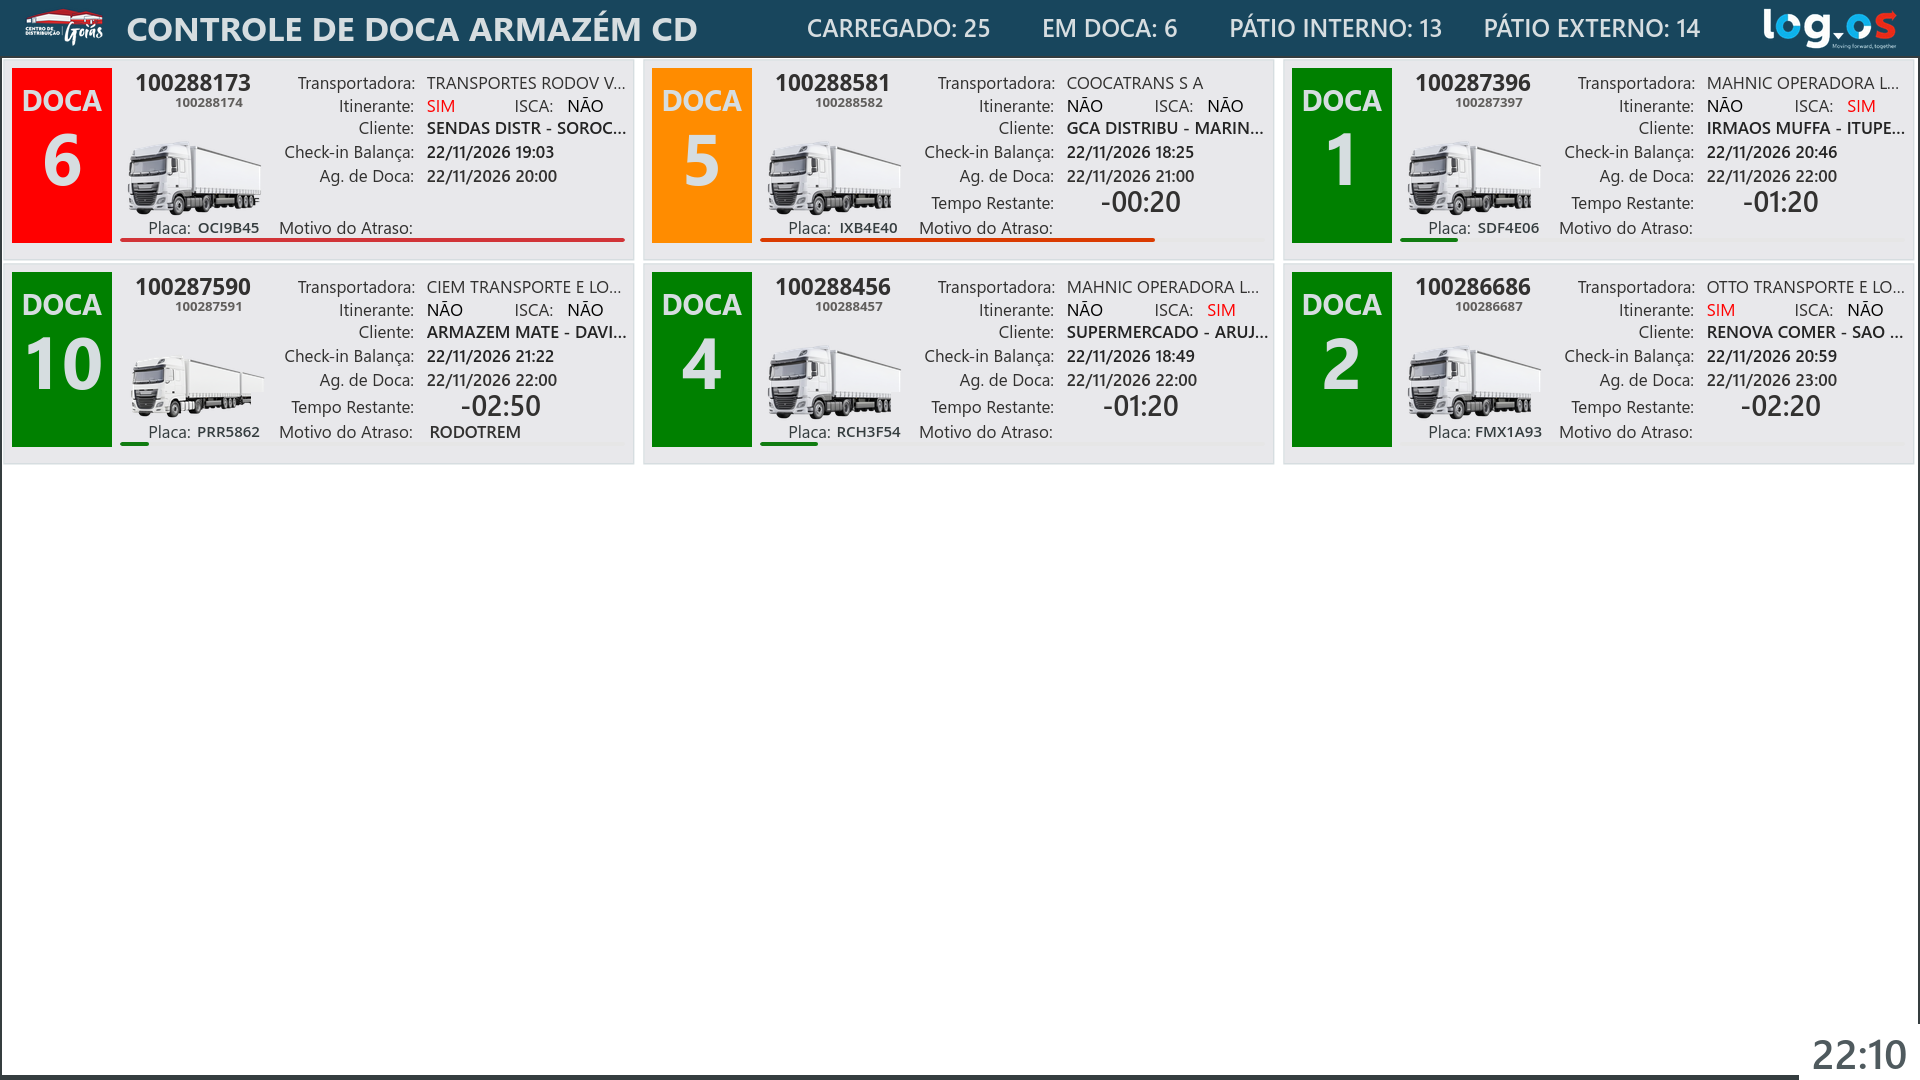 CENTRO DE DISTRIBUIÇÃO Goiás
CONTROLE DE DOCA ARMAZÉM CD
CARREGADO: 25
EM DOCA: 6
PÁTIO INTERNO: 13
PÁTIO EXTERNO: 14
log.os
Moving forward, together
DOCA
6
100288173
100288174
Placa: OCI9B45
Transportadora: TRANSPORTES RODOV V...
Itinerante: SIM ISCA: NÃO
Cliente: SENDAS DISTR - SOROC...
Check-in Balança: 22/11/2026 19:03
Ag. de Doca: 22/11/2026 20:00
Motivo do Atraso:
DOCA
5
100288581
100288582
Placa: IXB4E40
Transportadora: COOCATRANS S A
Itinerante: NÃO ISCA: NÃO
Cliente: GCA DISTRIBU - MARIN...
Check-in Balança: 22/11/2026 18:25
Ag. de Doca: 22/11/2026 21:00
Tempo Restante: -00:20
Motivo do Atraso:
DOCA
1
100287396
100287397
Placa: SDF4E06
Transportadora: MAHNIC OPERADORA L...
Itinerante: NÃO ISCA: SIM
Cliente: IRMAOS MUFFA - ITUPE...
Check-in Balança: 22/11/2026 20:46
Ag. de Doca: 22/11/2026 22:00
Tempo Restante: -01:20
Motivo do Atraso:
DOCA
10
100287590
100287591
Placa: PRR5862
Transportadora: CIEM TRANSPORTE E LO...
Itinerante: NÃO ISCA: NÃO
Cliente: ARMAZEM MATE - DAVI...
Check-in Balança: 22/11/2026 21:22
Ag. de Doca: 22/11/2026 22:00
Tempo Restante: -02:50
Motivo do Atraso: RODOTREM
DOCA
4
100288456
100288457
Placa: RCH3F54
Transportadora: MAHNIC OPERADORA L...
Itinerante: NÃO ISCA: SIM
Cliente: SUPERMERCADO - ARUJ...
Check-in Balança: 22/11/2026 18:49
Ag. de Doca: 22/11/2026 22:00
Tempo Restante: -01:20
Motivo do Atraso:
DOCA
2
100286686
100286687
Placa: FMX1A93
Transportadora: OTTO TRANSPORTE E LO...
Itinerante: SIM ISCA: NÃO
Cliente: RENOVA COMER - SAO ...
Check-in Balança: 22/11/2026 20:59
Ag. de Doca: 22/11/2026 23:00
Tempo Restante: -02:20
Motivo do Atraso:
22:10